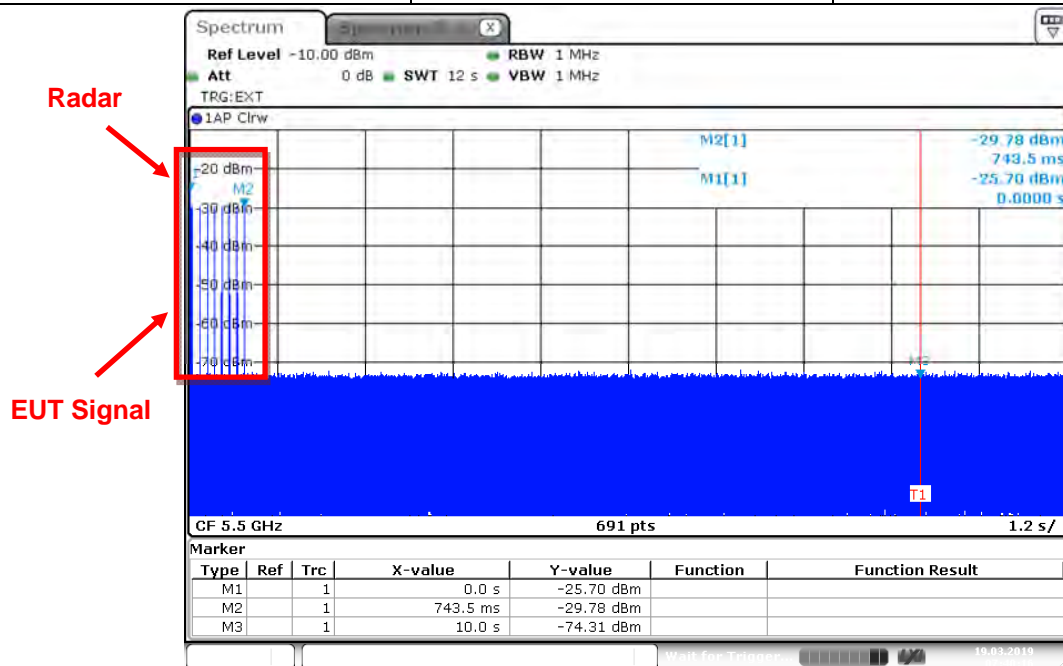 Spectrum
Ref Level -10.00 dBm RBW 1 MHz
Att 0 dB SWT 12 s VBW 1 MHz
TRG:EXT
1AP Clrw
Radar
EUT Signal
M2[1] -29.78 dBm
743.5 ms
M1[1] -25.70 dBm
0.0000 s
-20 dBm
M2
-30 dBm
-40 dBm
-50 dBm
-60 dBm
-70 dBm
M3
T1
CF 5.5 GHz 691 pts 1.2 s/
Marker
Type Ref Trc X-value Y-value Function Function Result
M1 1 0.0 s -25.70 dBm
M2 1 743.5 ms -29.78 dBm
M3 1 10.0 s -74.31 dBm
Wait for Trigger...
19.03.2019